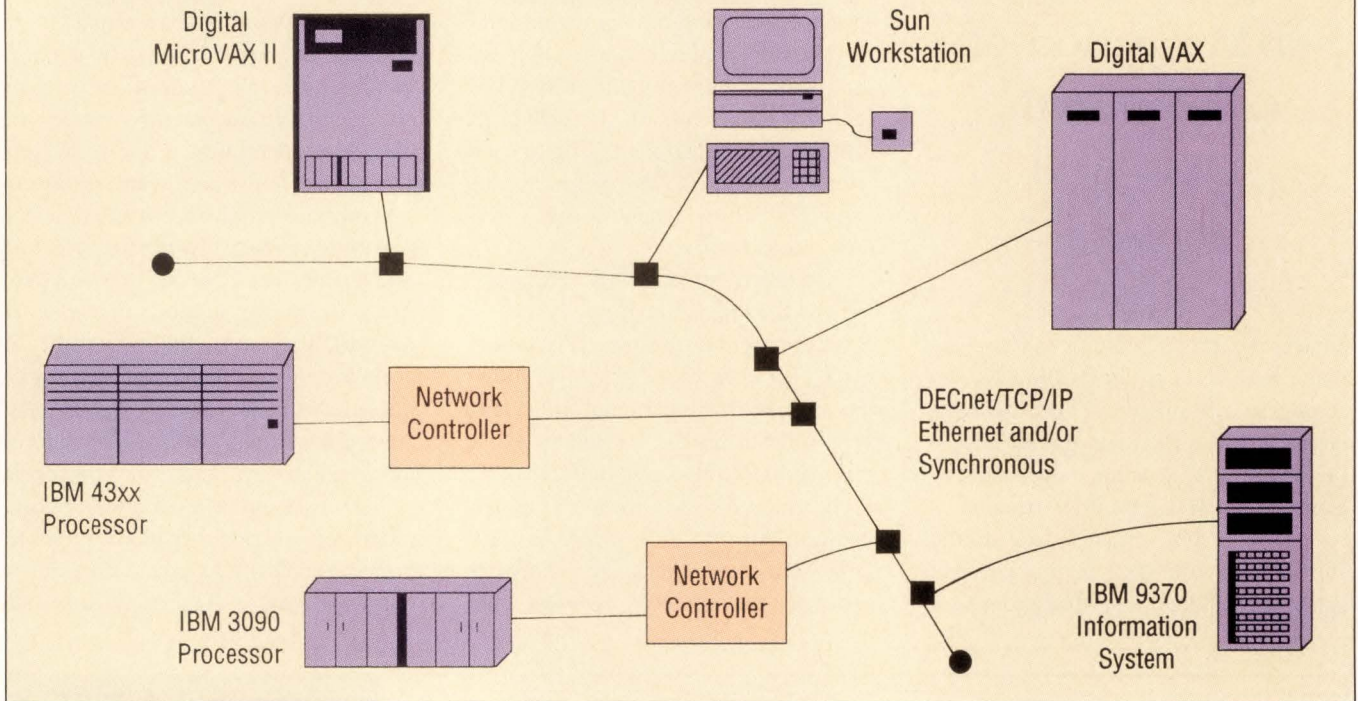 Digital
MicroVAX II
Sun
Workstation
Digital VAX
Network
Controller
DECnet/TCP/IP
Ethernet and/or
Synchronous
IBM 43xx
Processor
Network
Controller
IBM 3090
Processor
IBM 9370
Information
System